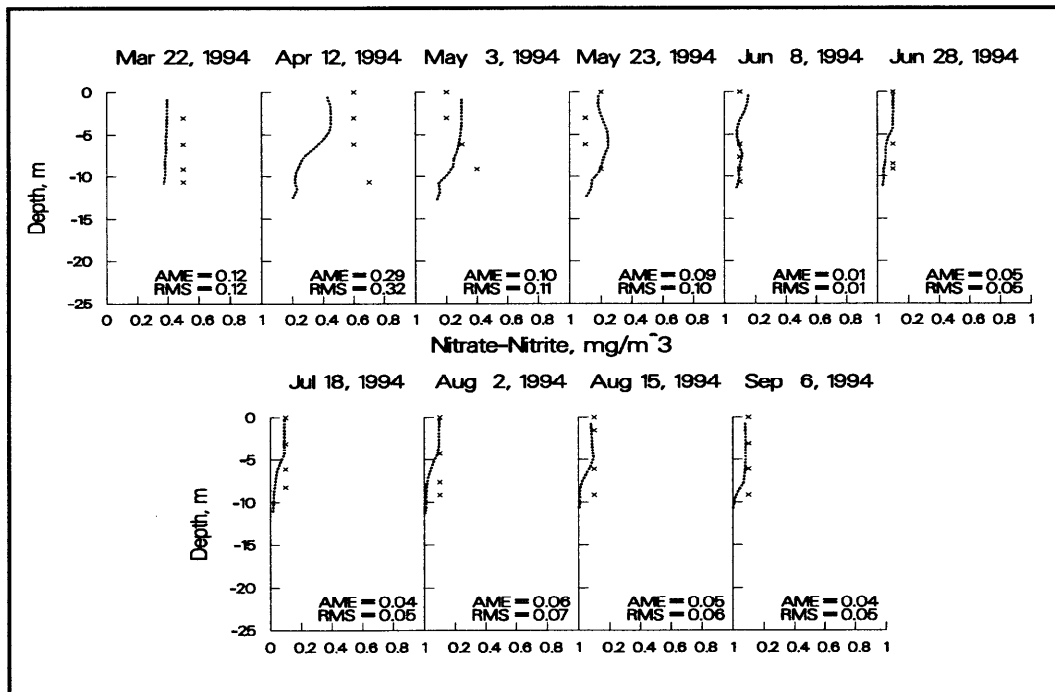 Mar 22, 1994 Apr 12, 1994 May 3, 1994 May 23, 1994 Jun 8, 1994 Jun 28, 1994
0
-5
-10
-15
-20
-25
Depth, m
AME = 0.12 AME = 0.29 AME = 0.10 AME = 0.09 AME = 0.01 AME = 0.05
RMS = 0.12 RMS = 0.32 RMS = 0.11 RMS = 0.10 RMS = 0.01 RMS = 0.05
0 0.2 0.4 0.6 0.8 1 0.2 0.4 0.6 0.8 1 0.2 0.4 0.6 0.8 1 0.2 0.4 0.6 0.8 1 0.2 0.4 0.6 0.8 1 0.2 0.4 0.6 0.8 1
Nitrate-Nitrite, mg/m^3
Jul 18, 1994 Aug 2, 1994 Aug 15, 1994 Sep 6, 1994
0
-5
-10
-15
-20
-25
Depth, m
AME = 0.04 AME = 0.06 AME = 0.05 AME = 0.04
RMS = 0.05 RMS = 0.07 RMS = 0.06 RMS = 0.05
0 0.2 0.4 0.6 0.8 1 0.2 0.4 0.6 0.8 1 0.2 0.4 0.6 0.8 1 0.2 0.4 0.6 0.8 1